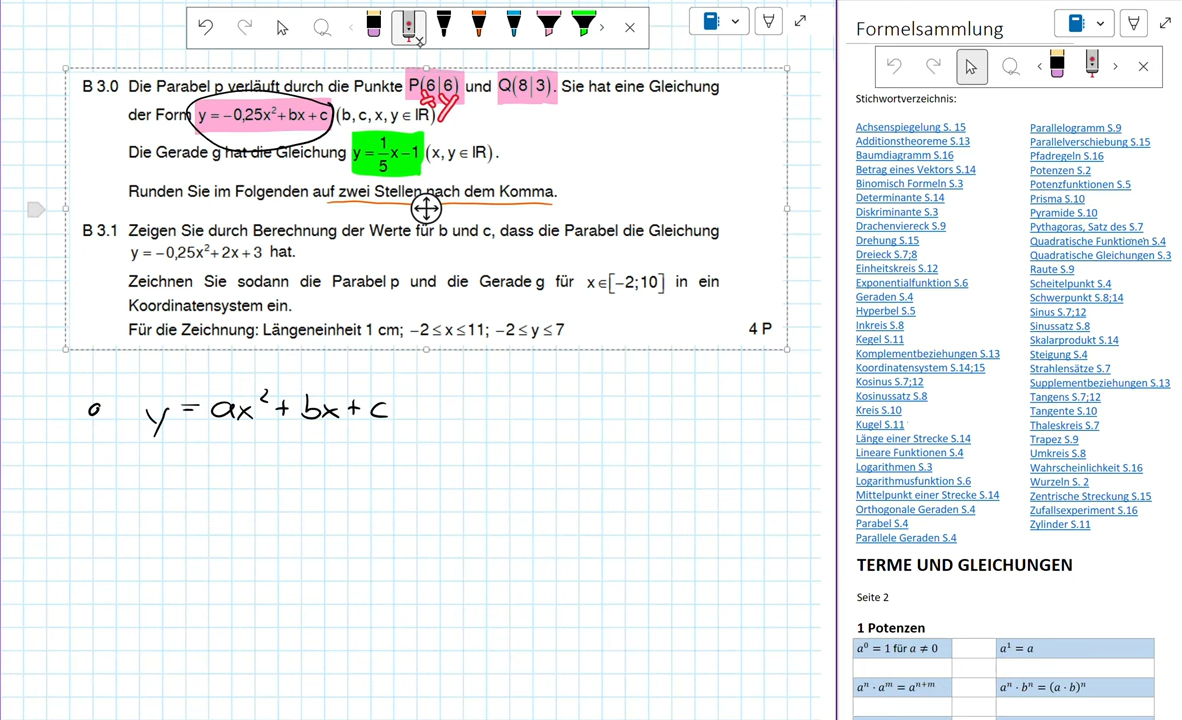 B 3.0 Die Parabel p verläuft durch die Punkte P(6|6) und Q(8|3). Sie hat eine Gleichung
x y
der Form y = −0,25x² + bx + c (b, c, x, y ∈ IR)
Die Gerade g hat die Gleichung y = 1/5 x − 1 (x, y ∈ IR).
Runden Sie im Folgenden auf zwei Stellen nach dem Komma.
B 3.1 Zeigen Sie durch Berechnung der Werte für b und c, dass die Parabel die Gleichung
y = −0,25x² + 2x + 3 hat.
Zeichnen Sie sodann die Parabel p und die Gerade g für x ∈ [−2;10] in ein
Koordinatensystem ein.
Für die Zeichnung: Längeneinheit 1 cm; −2 ≤ x ≤ 11; −2 ≤ y ≤ 7 4 P
y = ax² + bx + c
Formelsammlung
Stichwortverzeichnis:
Achsenspiegelung S. 15
Additionstheoreme S.13
Baumdiagramm S.16
Betrag eines Vektors S.14
Binomisch Formeln S.3
Determinante S.14
Diskriminante S.3
Drachenviereck S.9
Drehung S.15
Dreieck S.7;8
Einheitskreis S.12
Exponentialfunktion S.6
Geraden S.4
Hyperbel S.5
Inkreis S.8
Kegel S.11
Komplementbeziehungen S.13
Koordinatensystem S.14;15
Kosinus S.7;12
Kosinussatz S.8
Kreis S.10
Kugel S.11
Länge einer Strecke S.14
Lineare Funktionen S.4
Logarithmen S.3
Logarithmusfunktion S.6
Mittelpunkt einer Strecke S.14
Orthogonale Geraden S.4
Parabel S.4
Parallele Geraden S.4
Parallelogramm S.9
Parallelverschiebung S.15
Pfadregeln S.16
Potenzen S.2
Potenzfunktionen S.5
Prisma S.10
Pyramide S.10
Pythagoras, Satz des S.7
Quadratische Funktionen S.4
Quadratische Gleichungen S.3
Raute S.9
Scheitelpunkt S.4
Schwerpunkt S.8;14
Sinus S.7;12
Sinussatz S.8
Skalarprodukt S.14
Steigung S.4
Strahlensätze S.7
Supplementbeziehungen S.13
Tangens S.7;12
Tangente S.10
Thaleskreis S.7
Trapez S.9
Umkreis S.8
Wahrscheinlichkeit S.16
Wurzeln S. 2
Zentrische Streckung S.15
Zufallsexperiment S.16
Zylinder S.11
TERME UND GLEICHUNGEN
Seite 2
1 Potenzen
a⁰ = 1 für a ≠ 0 a¹ = a
aⁿ · aᵐ = aⁿ⁺ᵐ aⁿ · bⁿ = (a · b)ⁿ